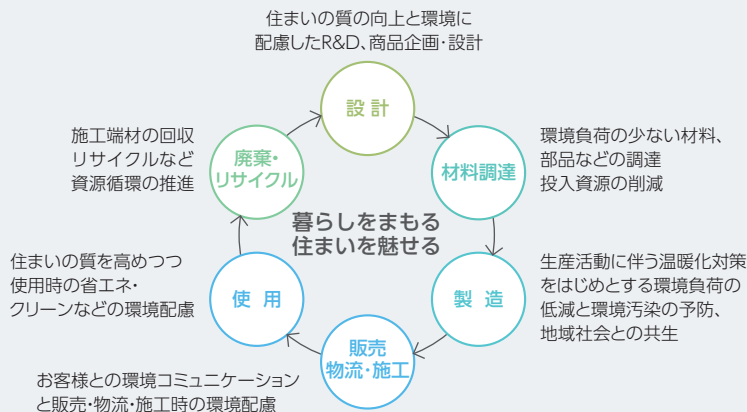 住まいの質の向上と環境に
配慮したR&D、商品企画・設計
設計
環境負荷の少ない材料、
部品などの調達
投入資源の削減
材料調達
生産活動に伴う温暖化対策
をはじめとする環境負荷の
低減と環境汚染の予防、
地域社会との共生
製造
販売
物流・施工
お客様との環境コミュニケーション
と販売・物流・施工時の環境配慮
使用
住まいの質を高めつつ
使用時の省エネ・
クリーンなどの環境配慮
廃棄・
リサイクル
施工端材の回収
リサイクルなど
資源循環の推進
暮らしをまもる
住まいを魅せる